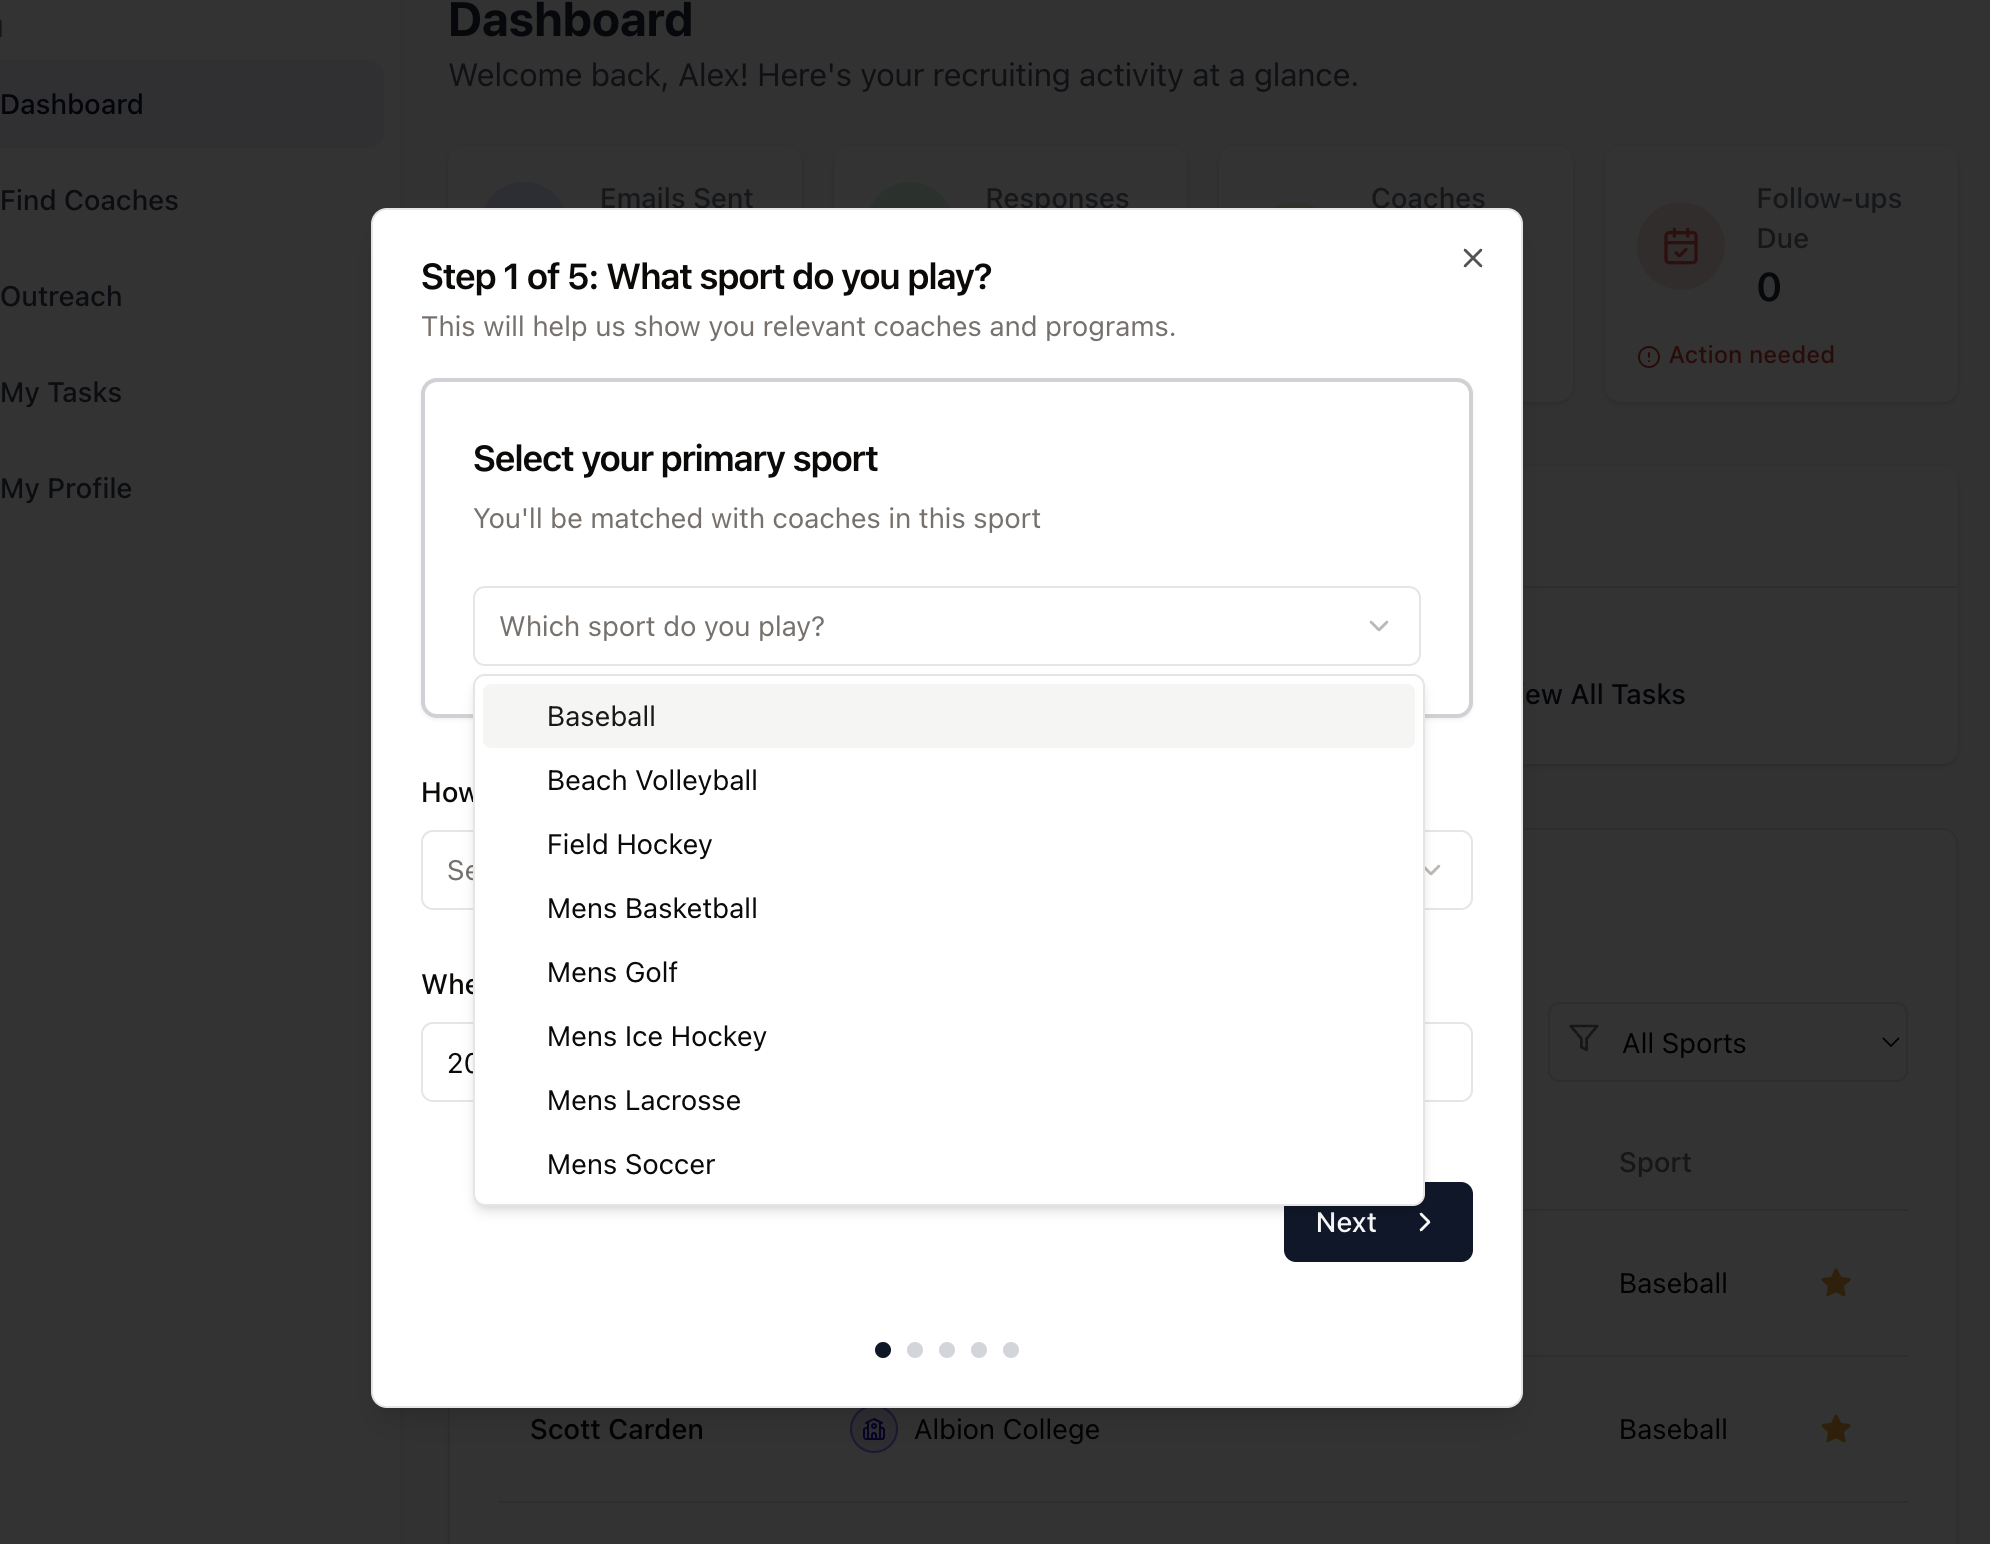 Dashboard
Welcome back, Alex! Here's your recruiting activity at a glance.
Dashboard
Find Coaches
Outreach
My Tasks
My Profile
Emails Sent
Responses
Coaches
Follow-ups
Due
0
Action needed
Step 1 of 5: What sport do you play?
This will help us show you relevant coaches and programs.
Select your primary sport
You'll be matched with coaches in this sport
Which sport do you play?
Baseball
Beach Volleyball
Field Hockey
Mens Basketball
Mens Golf
Mens Ice Hockey
Mens Lacrosse
Mens Soccer
How
Se
Whe
20
Next
ew All Tasks
All Sports
Sport
Baseball
Scott Carden
Albion College
Baseball